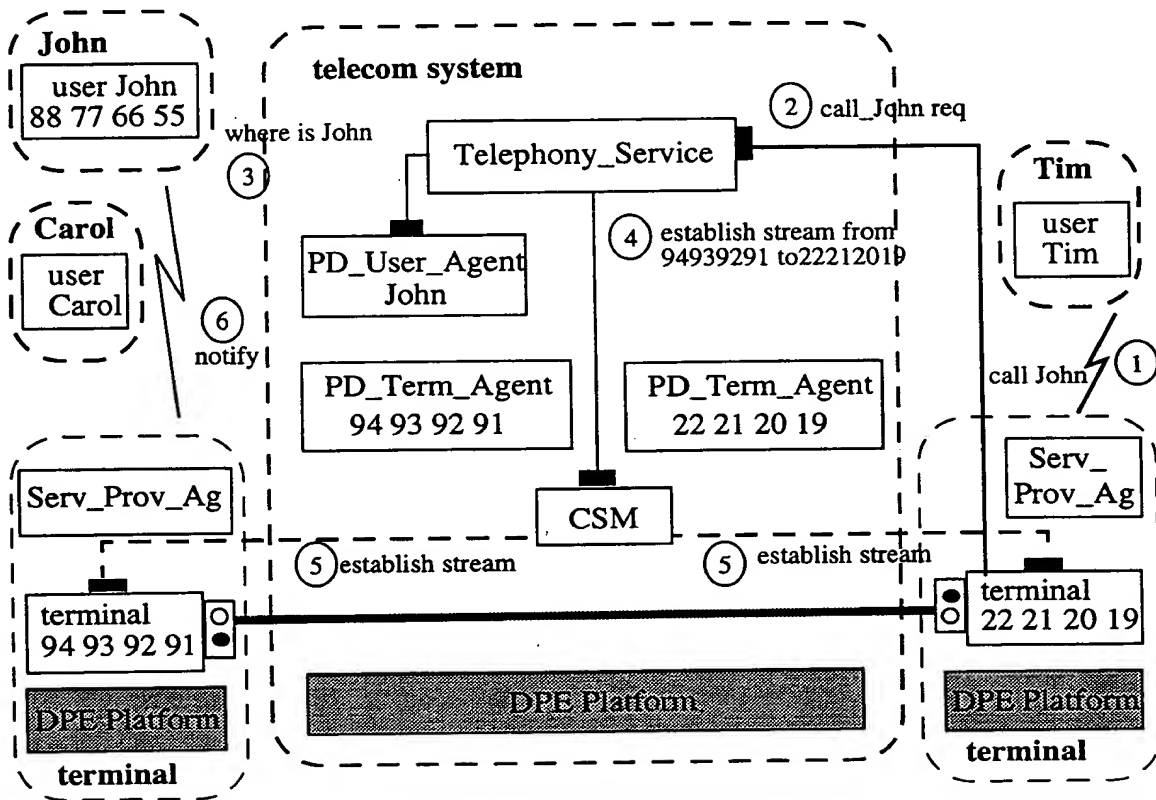 John
user John
88 77 66 55
telecom system
2
call_John req
where is John
3
Telephony_Service
Tim
user
Tim
Carol
user
Carol
PD_User_Agent
John
4
establish stream from
94939291 to22212019
6
notify
call John
1
PD_Term_Agent
94 93 92 91
PD_Term_Agent
22 21 20 19
Serv_Prov_Ag
Serv_
Prov_Ag
CSM
5
establish stream
5
establish stream
terminal
94 93 92 91
terminal
22 21 20 19
DPE Platform
DPE Platform
DPE Platform
terminal
terminal